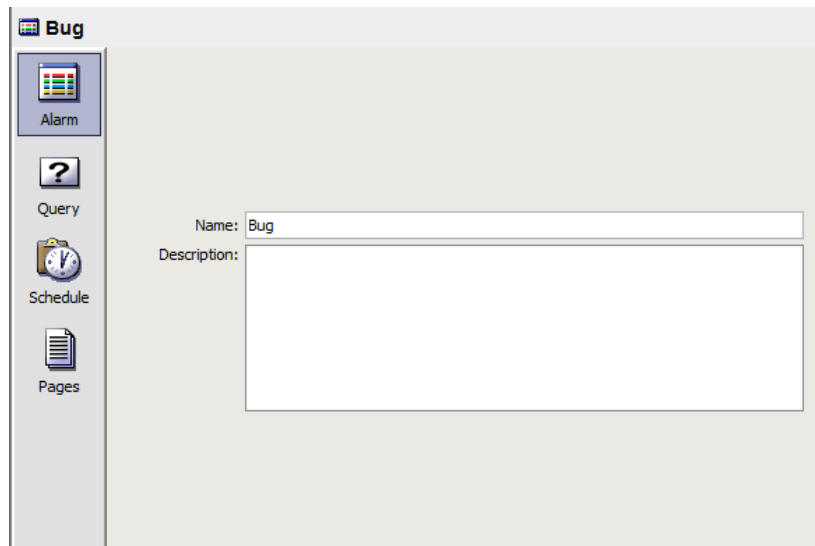 Bug
Alarm
?
Query
Schedule
Pages
Name: Bug
Description: